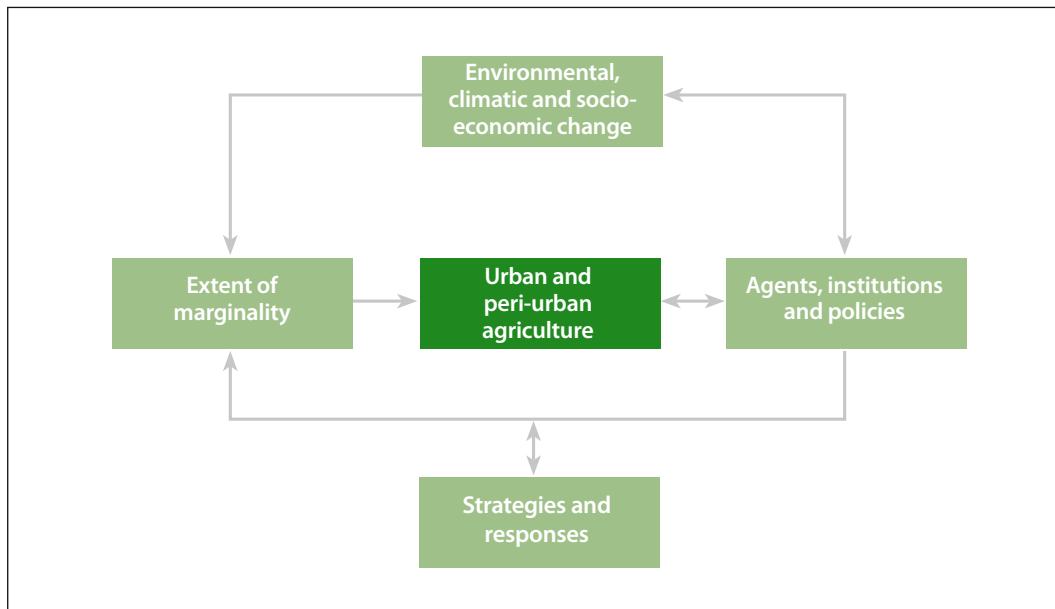 Environmental,
climatic and socio-
economic change
Extent of
marginality
Urban and
peri-urban
agriculture
Agents, institutions
and policies
Strategies and
responses